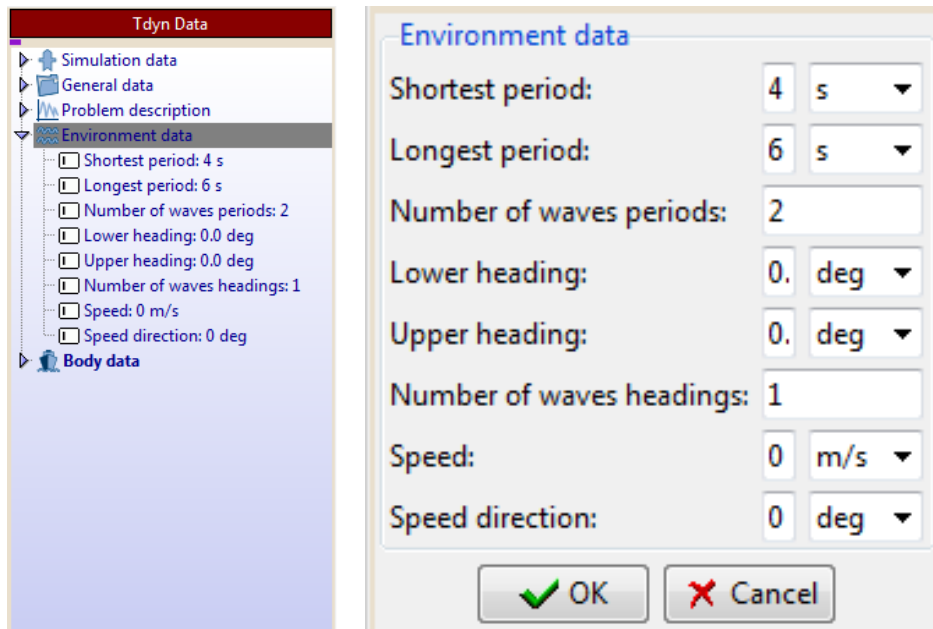 Tdyn Data
Simulation data
General data
Problem description
Environment data
Shortest period: 4 s
Longest period: 6 s
Number of waves periods: 2
Lower heading: 0.0 deg
Upper heading: 0.0 deg
Number of waves headings: 1
Speed: 0 m/s
Speed direction: 0 deg
Body data
Environment data
Shortest period: 4 s
Longest period: 6 s
Number of waves periods: 2
Lower heading: 0. deg
Upper heading: 0. deg
Number of waves headings: 1
Speed: 0 m/s
Speed direction: 0 deg
OK Cancel